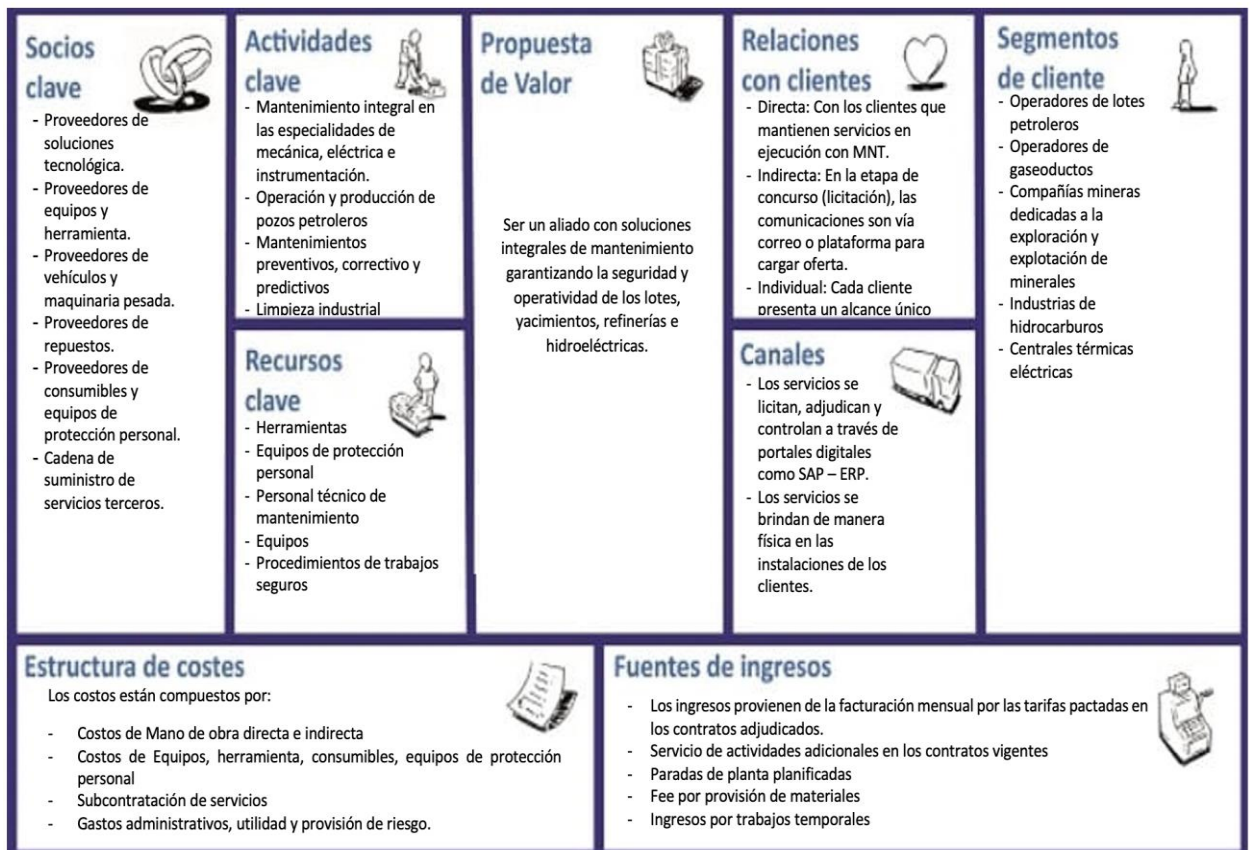 Socios
clave
- Proveedores de
soluciones
tecnológica.
- Proveedores de
equipos y
herramienta.
- Proveedores de
vehículos y
maquinaria pesada.
- Proveedores de
repuestos.
- Proveedores de
consumibles y
equipos de
protección personal.
- Cadena de
suministro de
servicios terceros.
Actividades
clave
- Mantenimiento integral en
las especialidades de
mecánica, eléctrica e
instrumentación.
- Operación y producción de
pozos petroleros
- Mantenimientos
preventivos, correctivo y
predictivos
- Limpieza industrial
Recursos
clave
- Herramientas
- Equipos de protección
personal
- Personal técnico de
mantenimiento
- Equipos
- Procedimientos de trabajos
seguros
Propuesta
de Valor
Ser un aliado con soluciones
integrales de mantenimiento
garantizando la seguridad y
operatividad de los lotes,
yacimientos, refinerías e
hidroeléctricas.
Relaciones
con clientes
- Directa: Con los clientes que
mantienen servicios en
ejecución con MNT.
- Indirecta: En la etapa de
concurso (licitación), las
comunicaciones son vía
correo o plataforma para
cargar oferta.
- Individual: Cada cliente
presenta un alcance único
Canales
- Los servicios se
licitan, adjudican y
controlan a través de
portales digitales
como SAP – ERP.
- Los servicios se
brindan de manera
física en las
instalaciones de los
clientes.
Segmentos
de cliente
- Operadores de lotes
petroleros
- Operadores de
gaseoductos
- Compañías mineras
dedicadas a la
exploración y
explotación de
minerales
- Industrias de
hidrocarburos
- Centrales térmicas
eléctricas
Estructura de costes
Los costos están compuestos por:
- Costos de Mano de obra directa e indirecta
- Costos de Equipos, herramienta, consumibles, equipos de protección
personal
- Subcontratación de servicios
- Gastos administrativos, utilidad y provisión de riesgo.
Fuentes de ingresos
- Los ingresos provienen de la facturación mensual por las tarifas pactadas en
los contratos adjudicados.
- Servicio de actividades adicionales en los contratos vigentes
- Paradas de planta planificadas
- Fee por provisión de materiales
- Ingresos por trabajos temporales